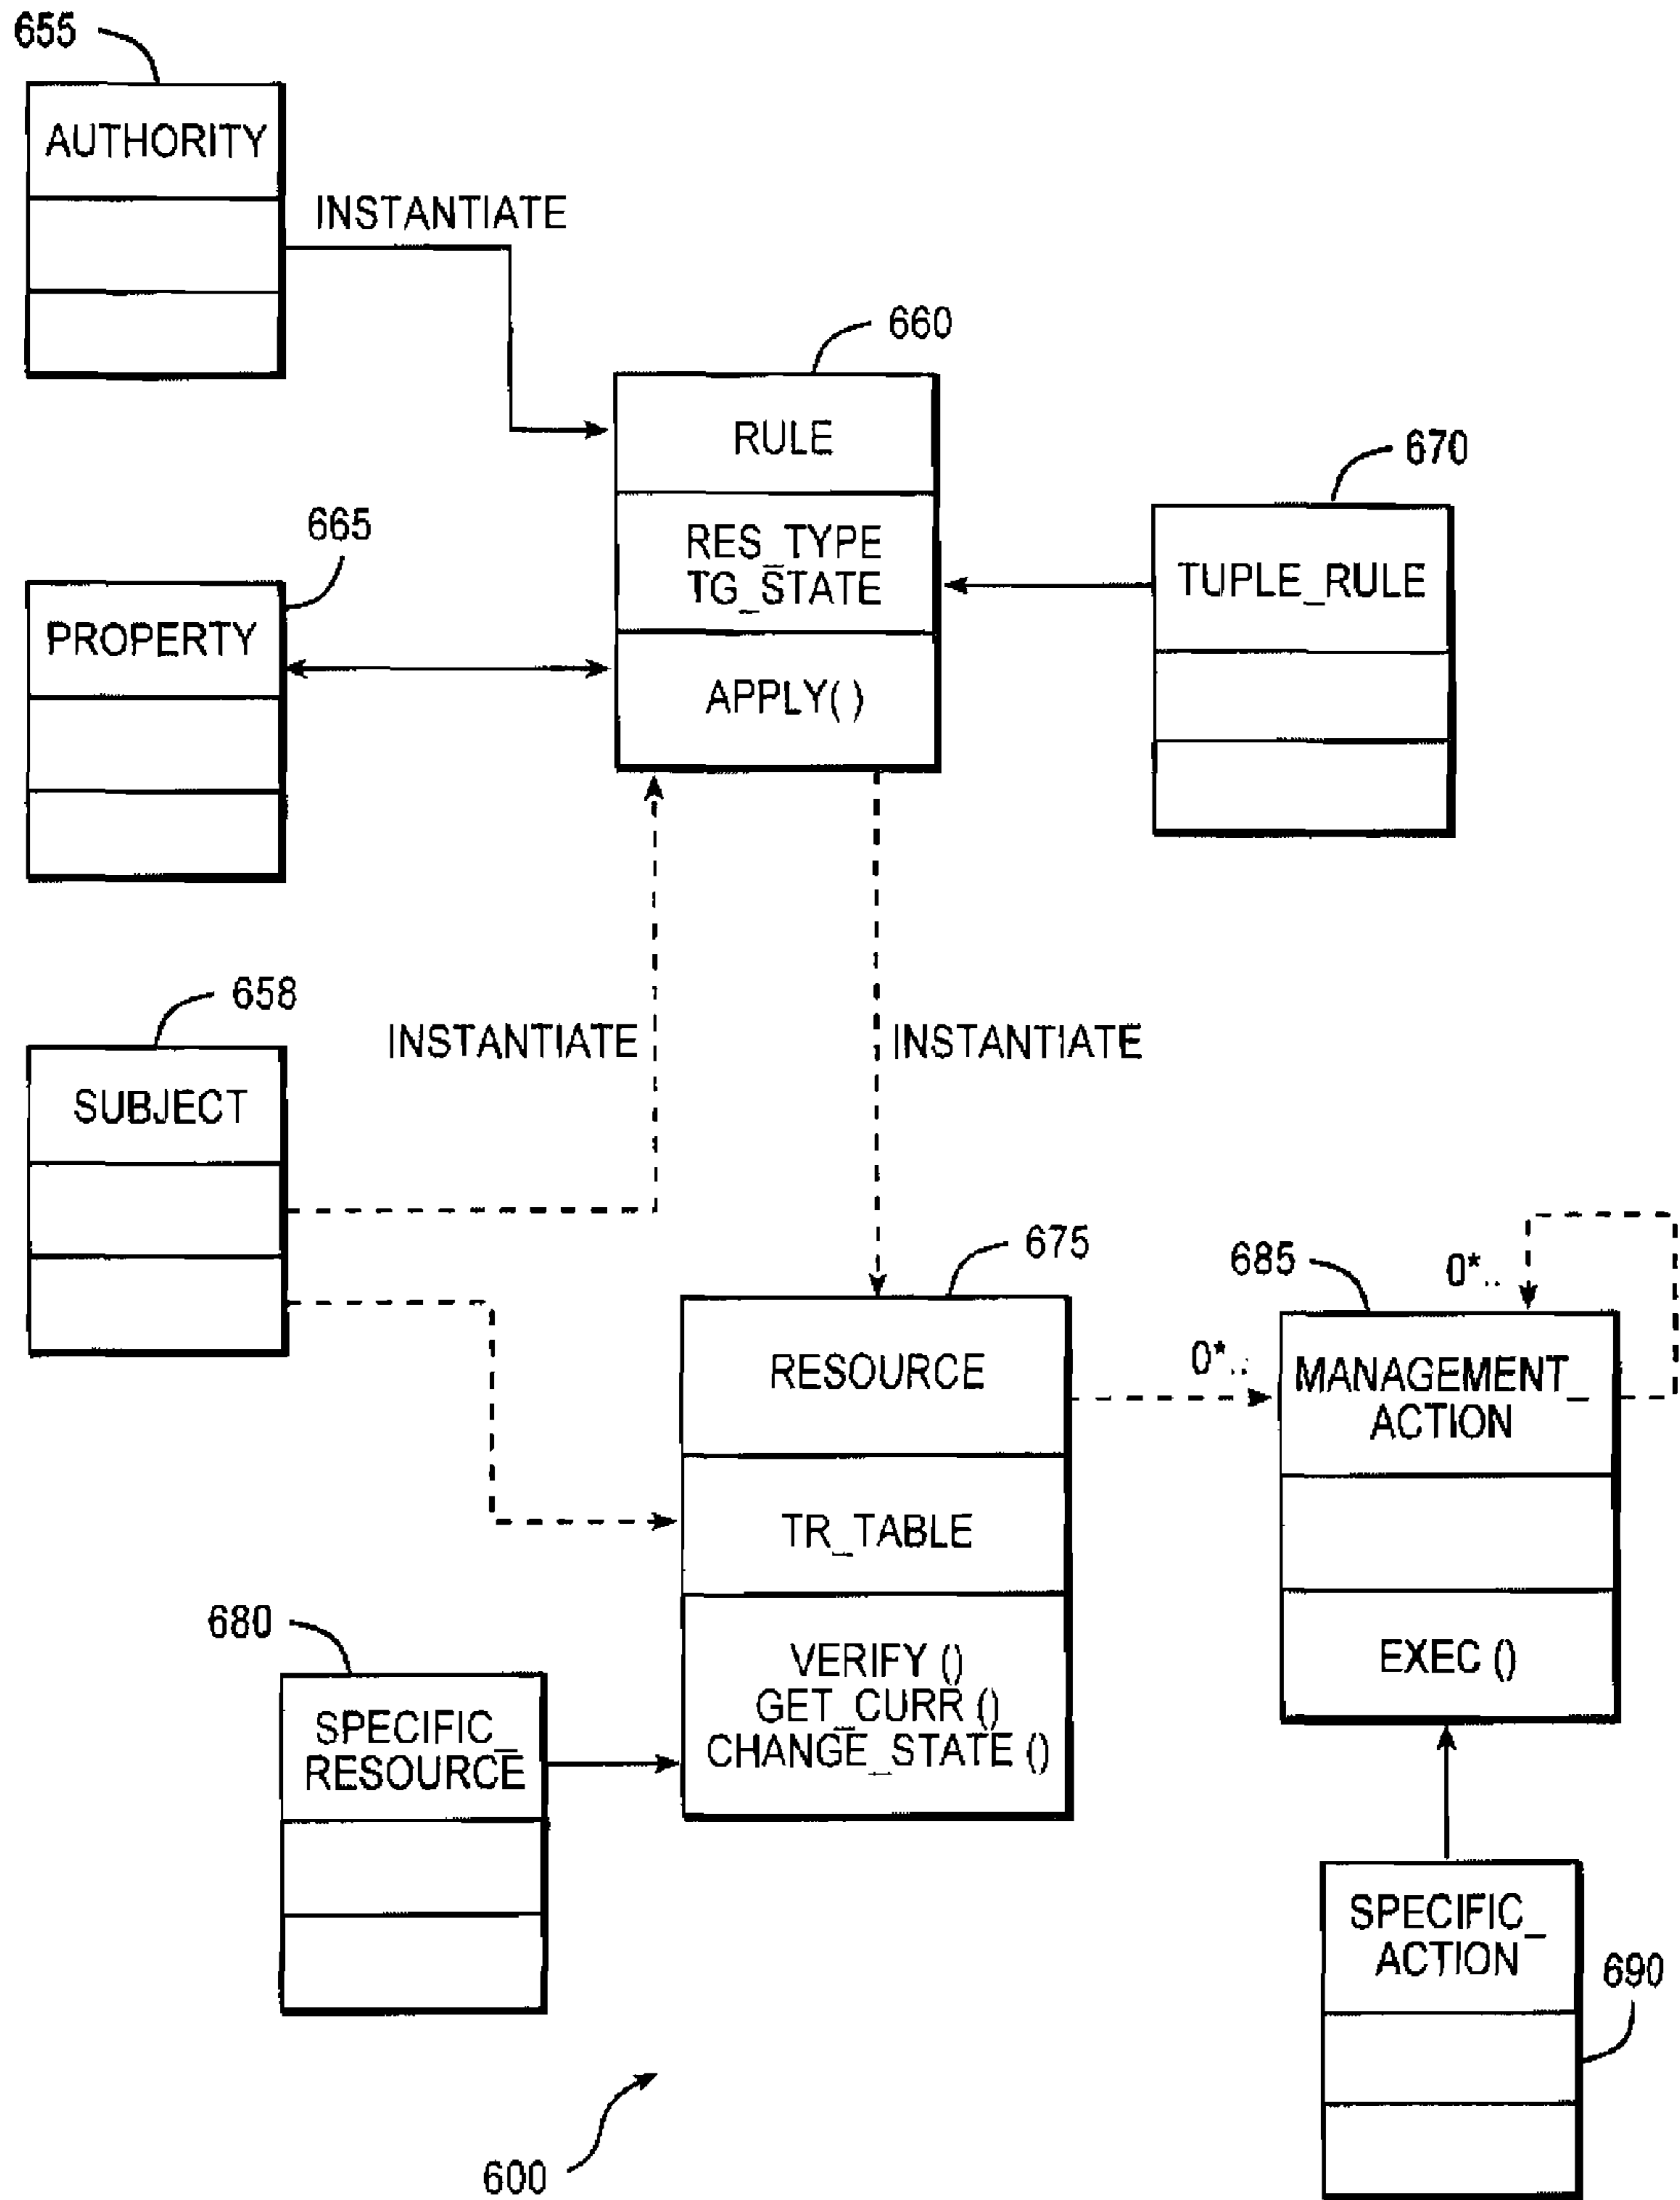 655
AUTHORITY
INSTANTIATE
660
RULE
RES_TYPE
TG_STATE
APPLY( )
670
TUPLE_RULE
665
PROPERTY
658
SUBJECT
INSTANTIATE
INSTANTIATE
675
RESOURCE
TR_TABLE
VERIFY ()
GET_CURR ()
CHANGE_STATE ()
685
0*..
0*..
MANAGEMENT_
ACTION
EXEC ()
680
SPECIFIC_
RESOURCE
SPECIFIC_
ACTION
690
600